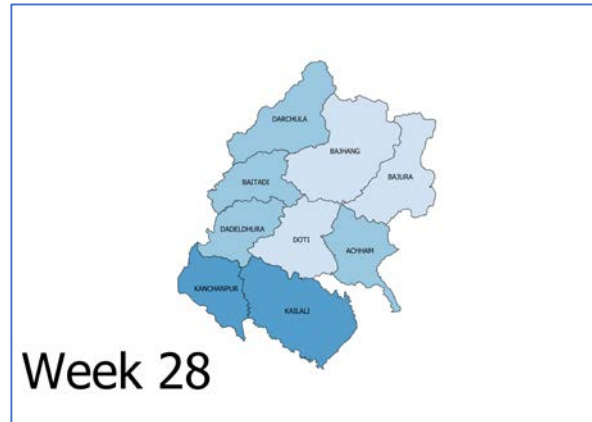 DARCHULA
BAJHANG
BAJURA
BAITADI
DADELDHURA
DOTI
ACHHAM
KANCHANPUR
KAILALI
Week 28